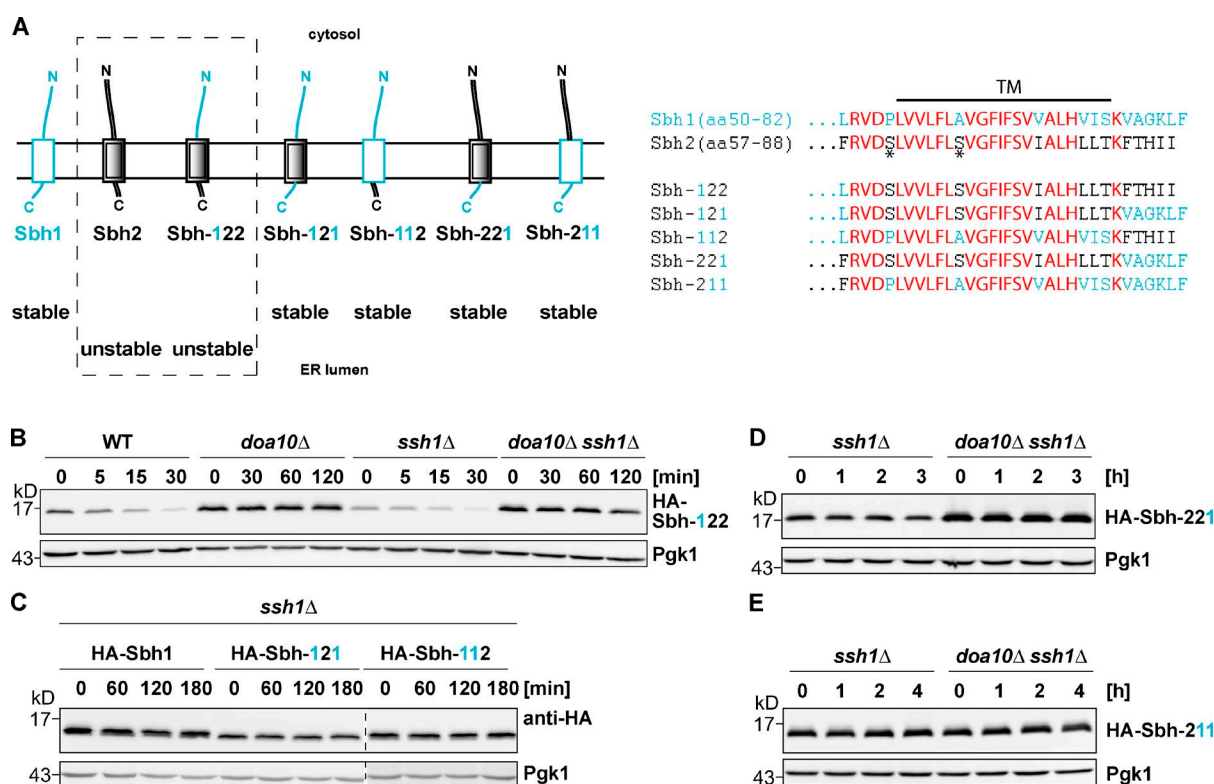 A
cytosol
N N N N N N N
C C C C C C C
Sbh1 Sbh2 Sbh-122 Sbh-121 Sbh-112 Sbh-221 Sbh-211
stable stable stable stable stable
unstable unstable
ER lumen
TM
Sbh1(aa50-82) ...LRVDPLVVLFLAVGFIFSVVALHVISKVAGKLF
Sbh2(aa57-88) ...FRVDSLVVLFLSVGFIFSVIALHLLTKFTHII
* *
Sbh-122 ...LRVDSLVVLFLSVGFIFSVIALHLLTKFTHII
Sbh-121 ...LRVDSLVVLFLSVGFIFSVIALHLLTKVAGKLF
Sbh-112 ...LRVDPLVVLFLAVGFIFSVVALHVISKFTHII
Sbh-221 ...FRVDSLVVLFLSVGFIFSVIALHLLTKVAGKLF
Sbh-211 ...FRVDPLVVLFLAVGFIFSVVALHVISKVAGKLF
B
WT doa10Δ ssh1Δ doa10Δ ssh1Δ
0 5 15 30 0 30 60 120 0 5 15 30 0 30 60 120 [min]
kD
17
HA-
Sbh-122
43
Pgk1
C
ssh1Δ
HA-Sbh1 HA-Sbh-121 HA-Sbh-112
0 60 120 180 0 60 120 180 0 60 120 180 [min]
kD
17
anti-HA
43
Pgk1
D
ssh1Δ doa10Δ ssh1Δ
0 1 2 3 0 1 2 3 [h]
kD
17
HA-Sbh-221
43
Pgk1
E
ssh1Δ doa10Δ ssh1Δ
0 1 2 4 0 1 2 4 [h]
kD
17
HA-Sbh-211
43
Pgk1